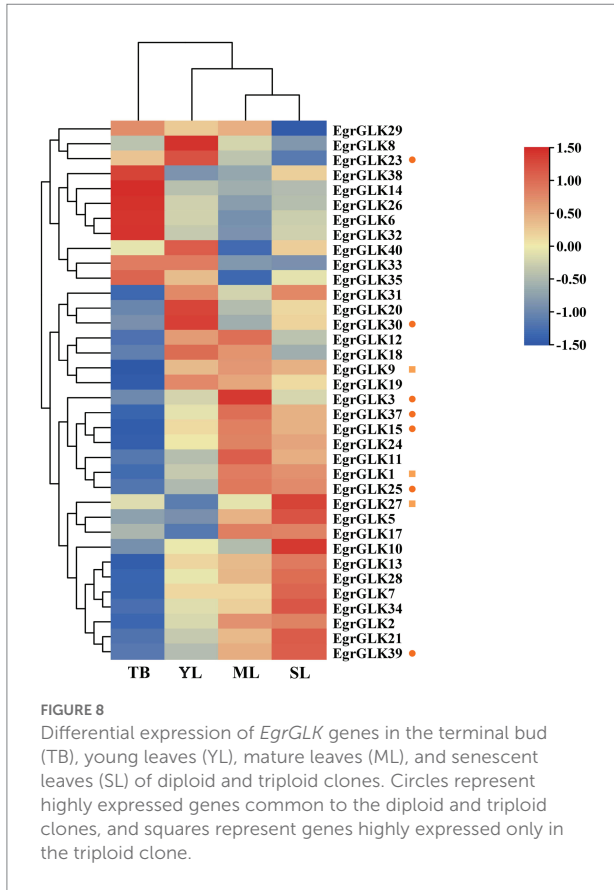 EgrGLK29
EgrGLK8
EgrGLK23
EgrGLK38
EgrGLK14
EgrGLK26
EgrGLK6
EgrGLK32
EgrGLK40
EgrGLK33
EgrGLK35
EgrGLK31
EgrGLK20
EgrGLK30
EgrGLK12
EgrGLK18
EgrGLK9
EgrGLK19
EgrGLK3
EgrGLK37
EgrGLK15
EgrGLK24
EgrGLK11
EgrGLK1
EgrGLK25
EgrGLK27
EgrGLK5
EgrGLK17
EgrGLK10
EgrGLK13
EgrGLK28
EgrGLK7
EgrGLK34
EgrGLK2
EgrGLK21
EgrGLK39
TB YL ML SL
1.50
1.00
0.50
0.00
-0.50
-1.00
-1.50
FIGURE 8
Differential expression of EgrGLK genes in the terminal bud
(TB), young leaves (YL), mature leaves (ML), and senescent
leaves (SL) of diploid and triploid clones. Circles represent
highly expressed genes common to the diploid and triploid
clones, and squares represent genes highly expressed only in
the triploid clone.